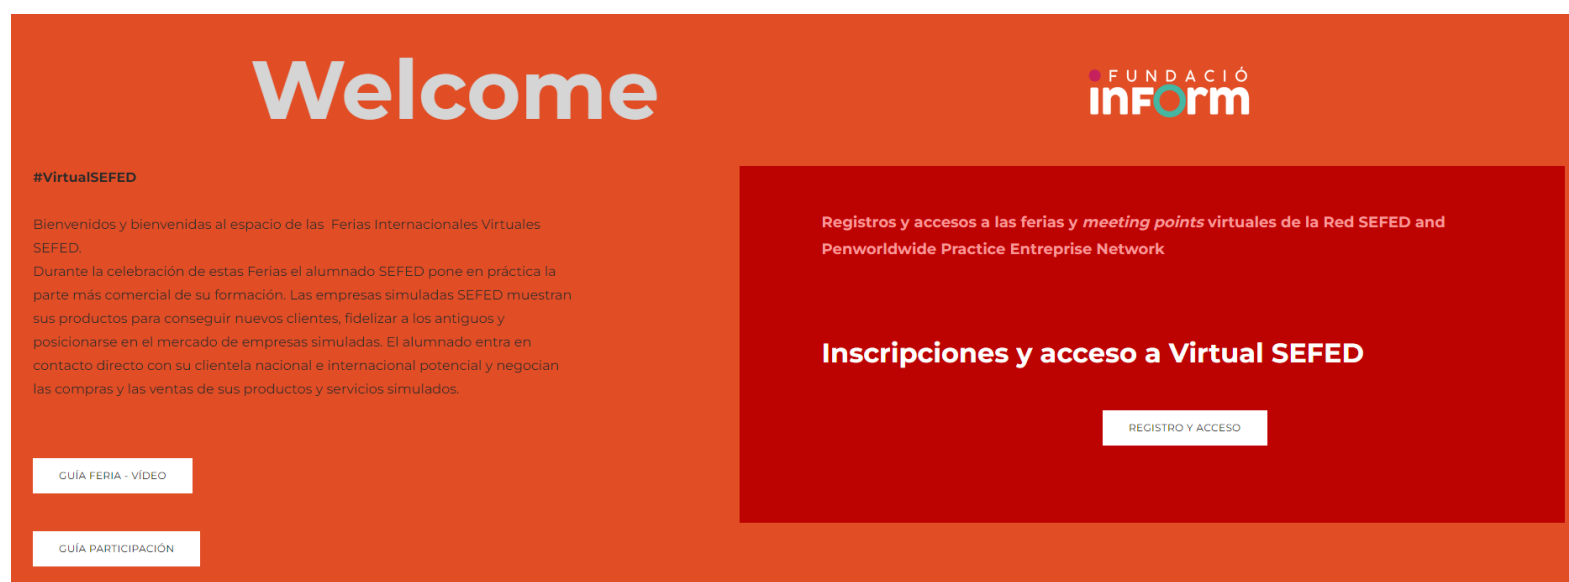 Welcome
FUNDACIÓ
inform
#VirtualSEFED
Bienvenidos y bienvenidas al espacio de las Ferias Internacionales Virtuales
SEFED.
Durante la celebración de estas Ferias el alumnado SEFED pone en práctica la
parte más comercial de su formación. Las empresas simuladas SEFED muestran
sus productos para conseguir nuevos clientes, fidelizar a los antiguos y
posicionarse en el mercado de empresas simuladas. El alumnado entra en
contacto directo con su clientela nacional e internacional potencial y negocian
las compras y las ventas de sus productos y servicios simulados.
GUÍA FERIA - VÍDEO
GUÍA PARTICIPACIÓN
Registros y accesos a las ferias y meeting points virtuales de la Red SEFED and
Penworldwide Practice Entreprise Network
Inscripciones y acceso a Virtual SEFED
REGISTRO Y ACCESO